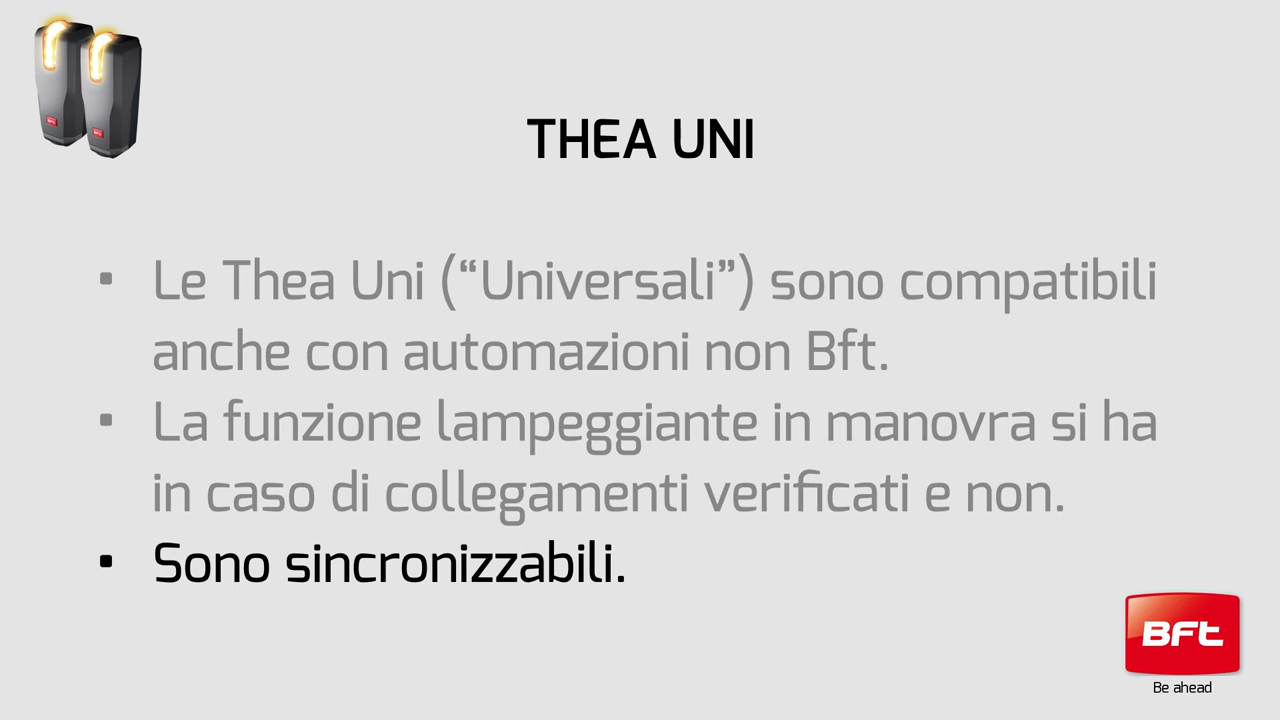 THEA UNI
▪ Le Thea Uni (“Universali”) sono compatibili
anche con automazioni non Bft.
▪ La funzione lampeggiante in manovra si ha
in caso di collegamenti verificati e non.
▪ Sono sincronizzabili.
BFt
Be ahead